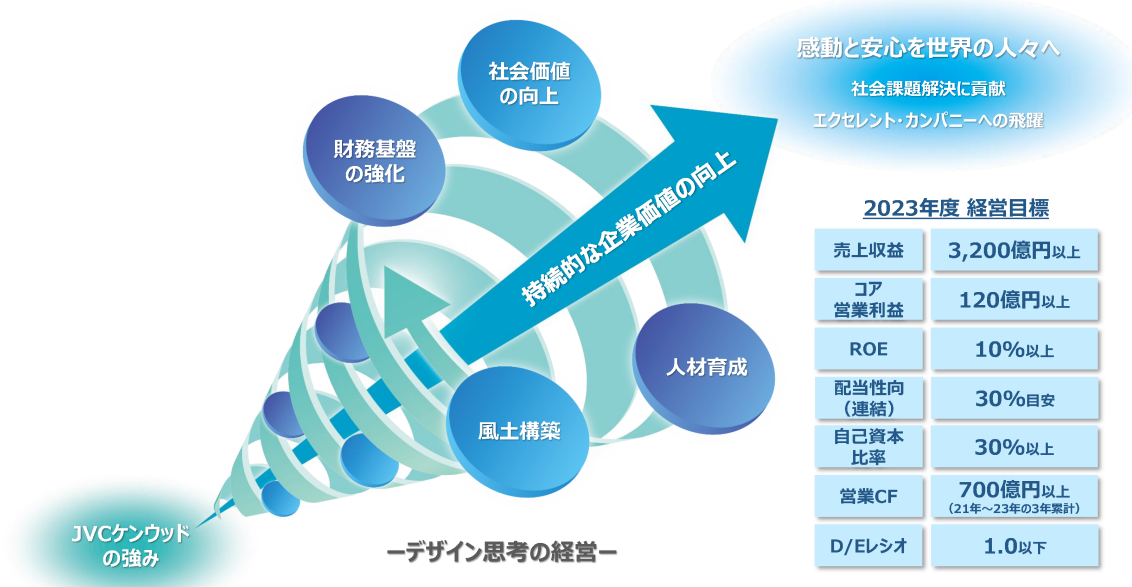 感動と安心を世界の人々へ
社会課題解決に貢献
エクセレント・カンパニーへの飛躍
社会価値
の向上
財務基盤
の強化
持続的な企業価値の向上
人材育成
風土構築
JVCケンウッド
の強み
ーデザイン思考の経営ー
2023年度 経営目標
売上収益 3,200億円以上
コア
営業利益 120億円以上
ROE 10%以上
配当性向
（連結） 30%目安
自己資本
比率 30%以上
営業CF 700億円以上
（21年～23年の3年累計）
D/Eレシオ 1.0以下